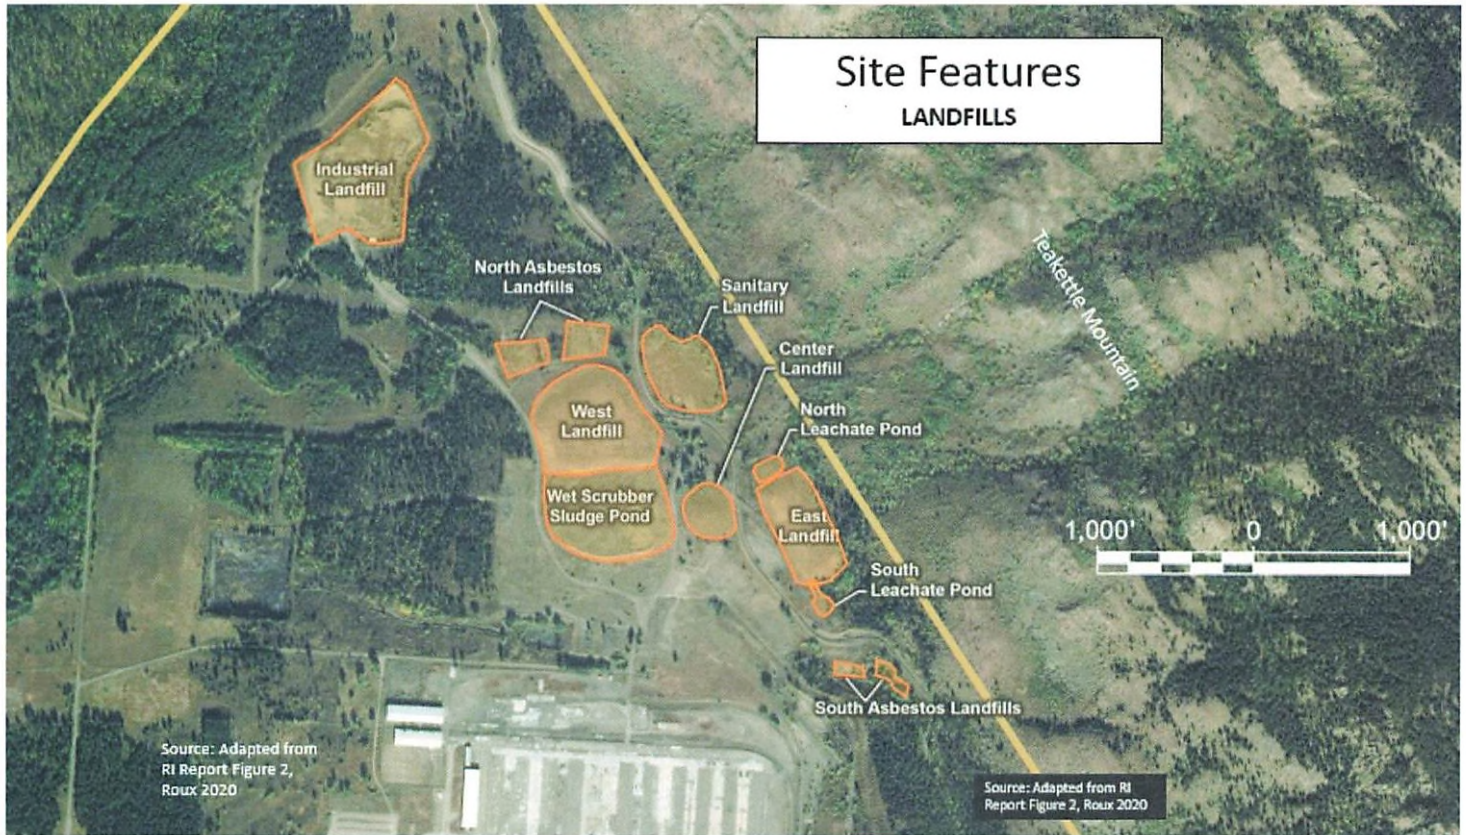 Site Features
LANDFILLS
Industrial
Landfill
North Asbestos
Landfills
Sanitary
Landfill
Center
Landfill
North
Leachate Pond
West
Landfill
Wet Scrubber
Sludge Pond
East
Landfill
South
Leachate Pond
South Asbestos Landfills
Teakettle Mountain
1,000' 0 1,000'
Source: Adapted from
RI Report Figure 2,
Roux 2020
Source: Adapted from RI
Report Figure 2, Roux 2020